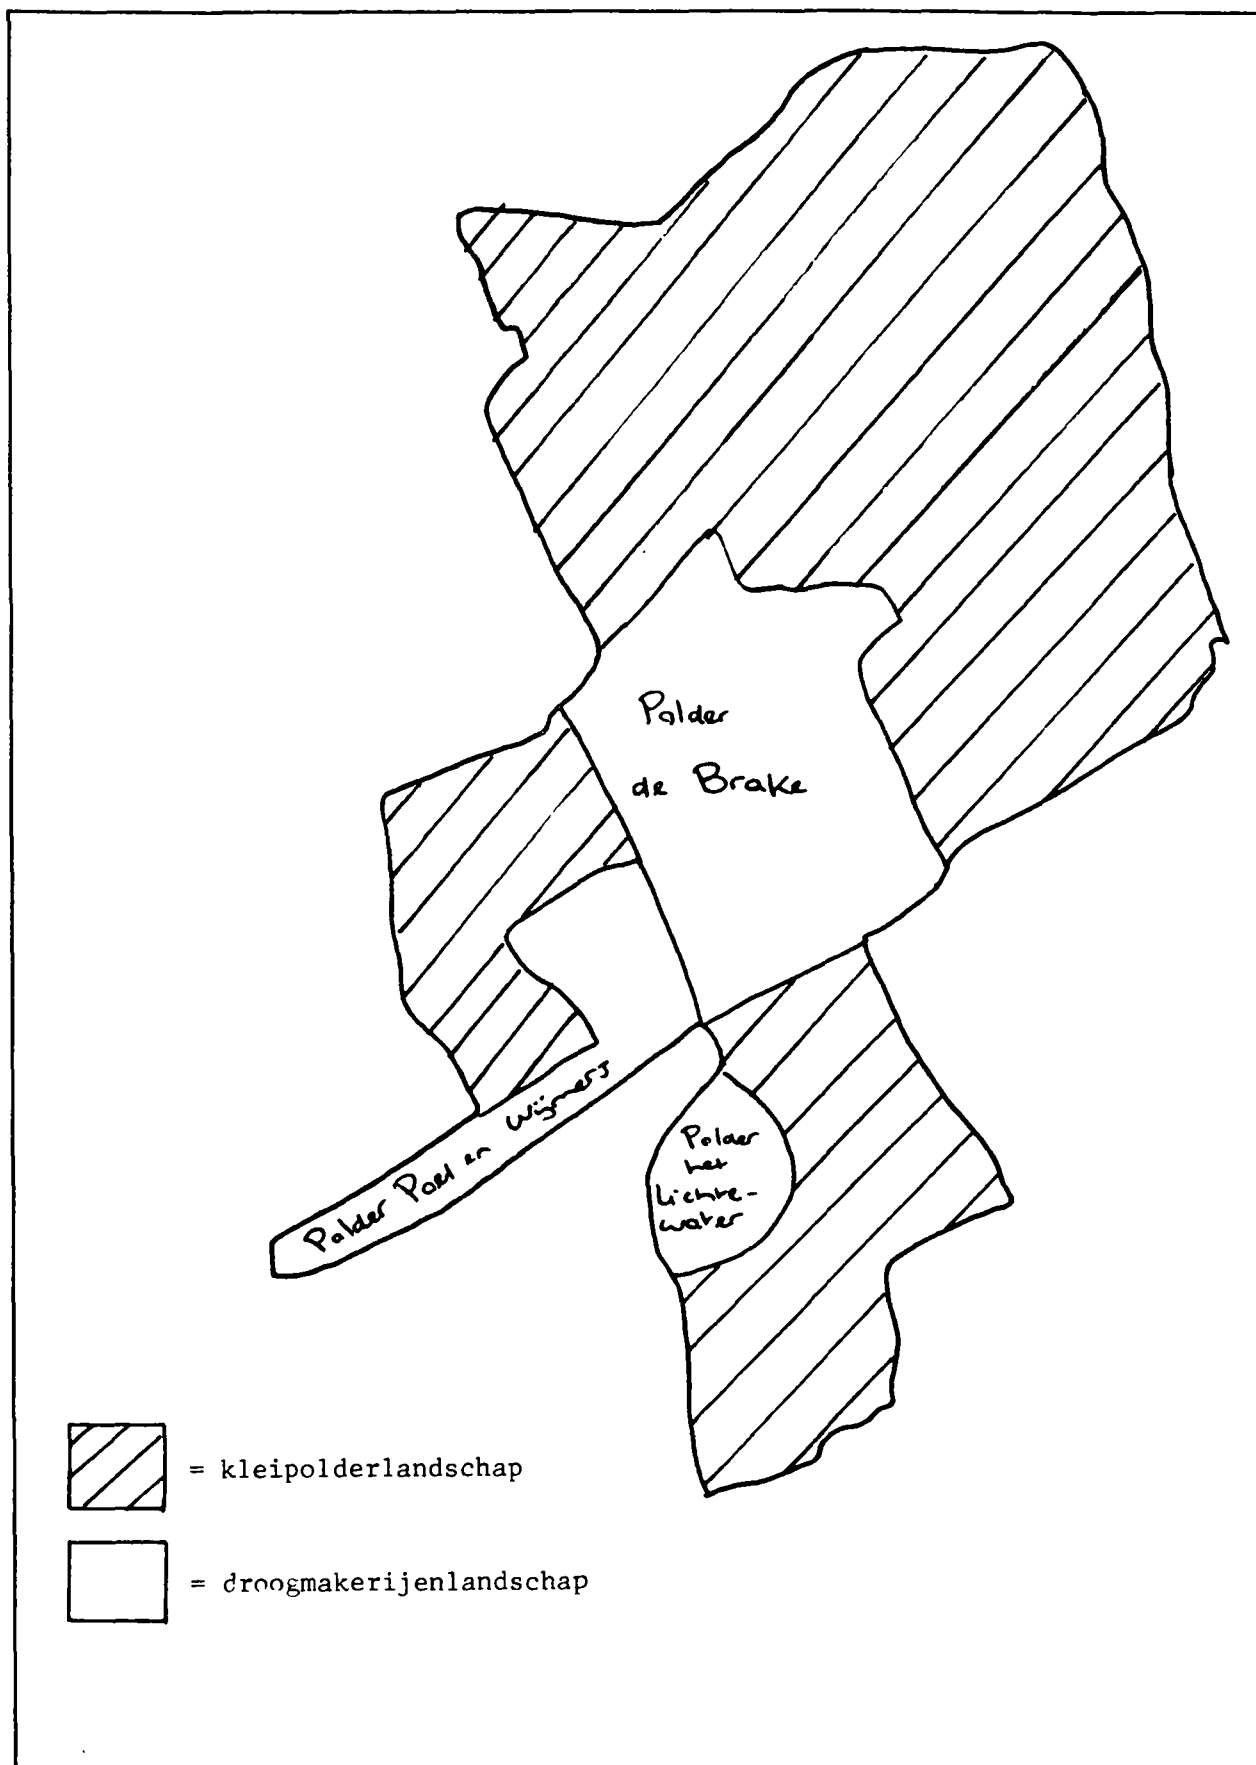 Polder
de Brake
Polder Poel en Wijmers
Polder
het
Lichte-
water
= kleipolderlandschap
= droogmakerijenlandschap